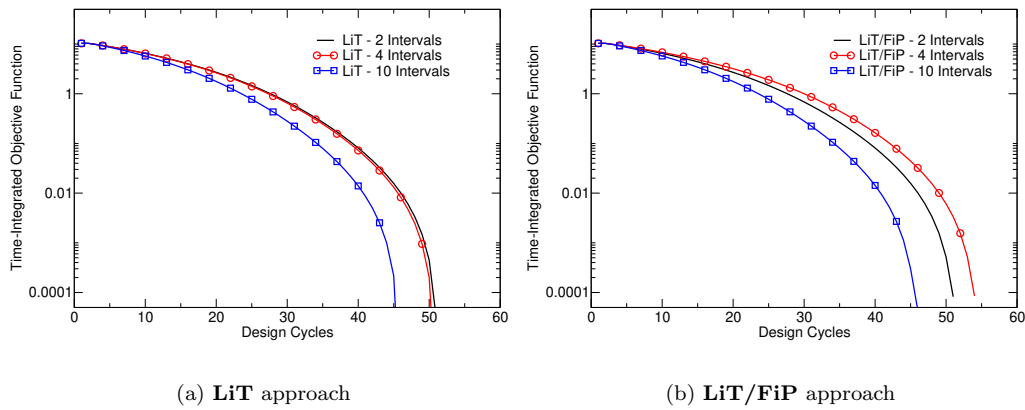 Time-Integrated Objective Function
1
0.01
0.0001
0 10 20 30 40 50 60
Design Cycles
LiT - 2 Intervals
LiT - 4 Intervals
LiT - 10 Intervals
(a) LiT approach
Time-Integrated Objective Function
1
0.01
0.0001
0 10 20 30 40 50 60
Design Cycles
LiT/FiP - 2 Intervals
LiT/FiP - 4 Intervals
LiT/FiP - 10 Intervals
(b) LiT/FiP approach